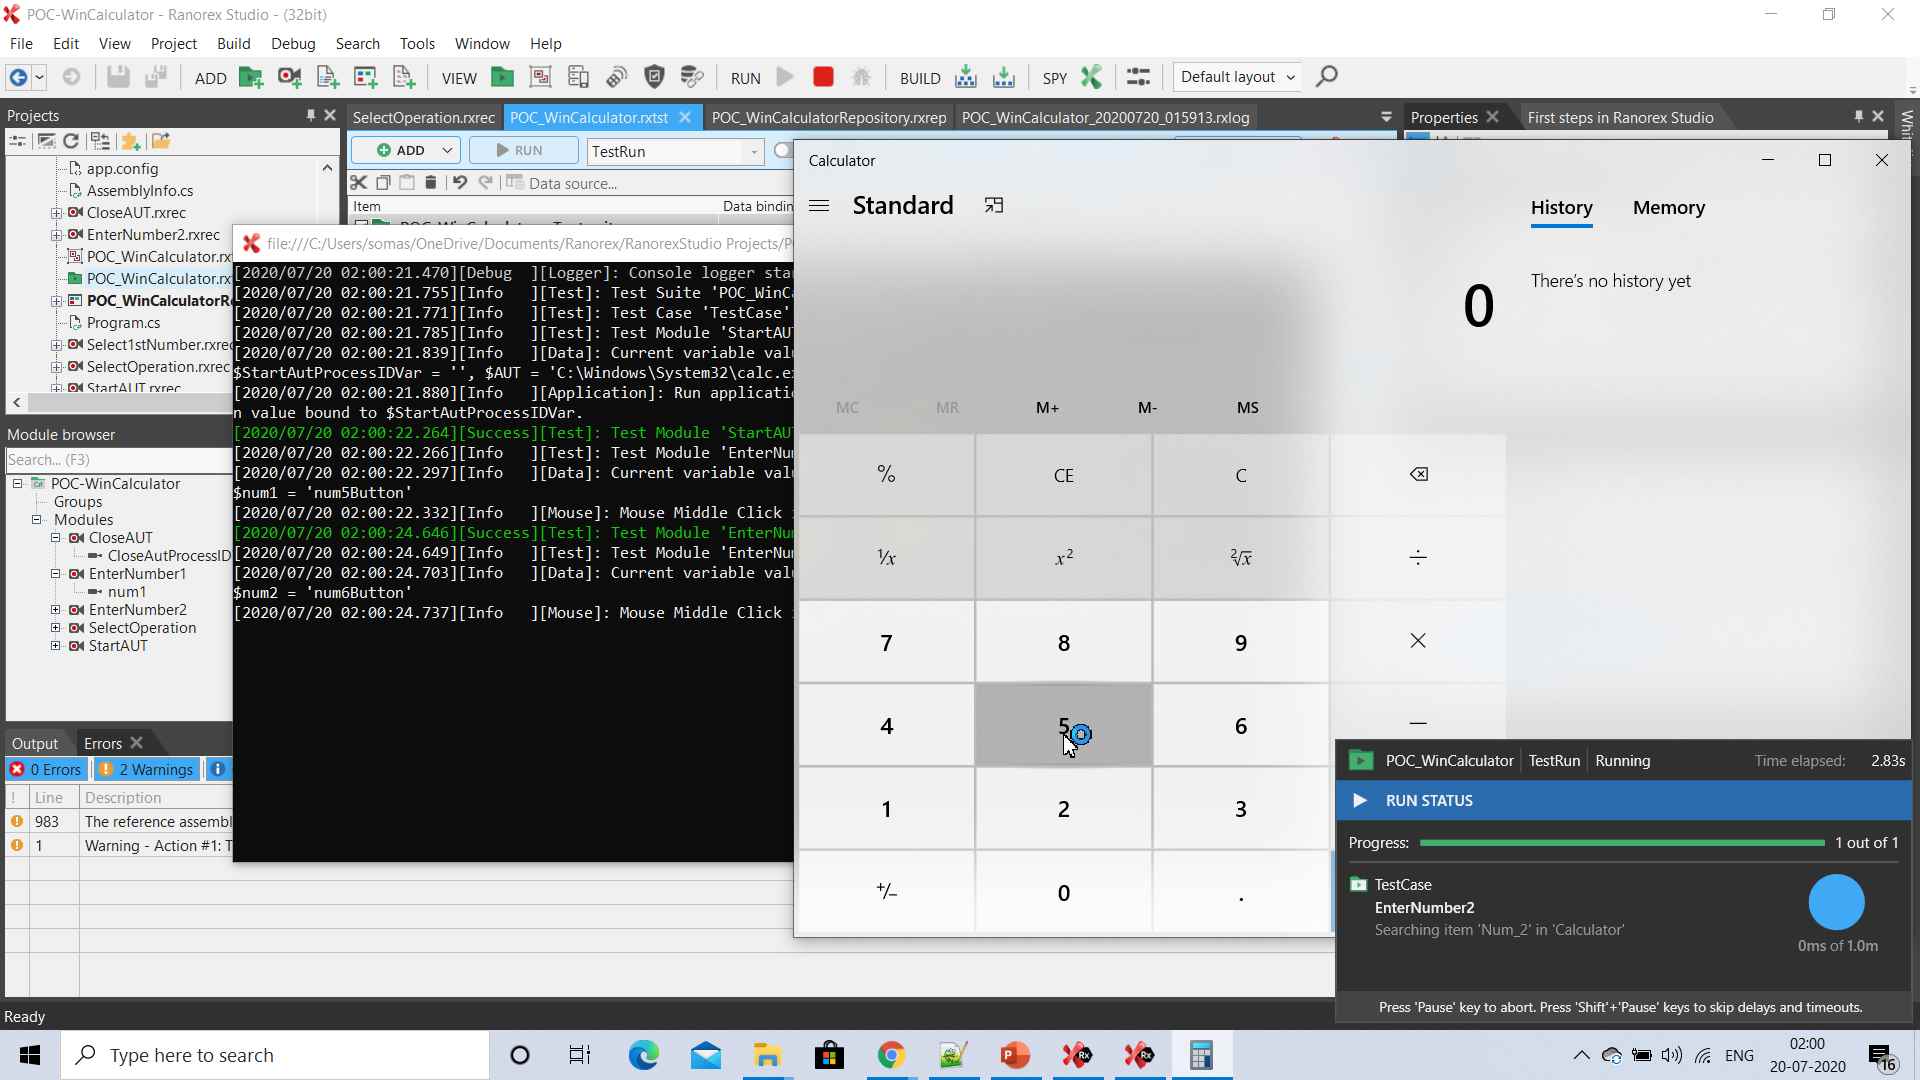 POC-WinCalculator - Ranorex Studio - (32bit)
File Edit View Project Build Debug Search Tools Window Help
ADD VIEW RUN BUILD SPY Default layout
Projects
SelectOperation.rxrec POC_WinCalculator.rxtst POC_WinCalculatorRepository.rxrep POC_WinCalculator_20200720_015913.rxlog
Properties First steps in Ranorex Studio
ADD RUN TestRun
Data source...
Item Data bindin
app.config
AssemblyInfo.cs
CloseAUT.rxrec
EnterNumber2.rxrec
POC_WinCalculator.rx
POC_WinCalculator.rx
POC_WinCalculatorRe
Program.cs
Select1stNumber.rxrec
SelectOperation.rxrec
StartAUT.rxrec
Module browser
Search... (F3)
POC-WinCalculator
Groups
Modules
CloseAUT
CloseAutProcessID
EnterNumber1
num1
EnterNumber2
SelectOperation
StartAUT
file:///C:/Users/somas/OneDrive/Documents/Ranorex/RanorexStudio Projects/P
[2020/07/20 02:00:21.470][Debug ][Logger]: Console logger star
[2020/07/20 02:00:21.755][Info ][Test]: Test Suite 'POC_WinCa
[2020/07/20 02:00:21.771][Info ][Test]: Test Case 'TestCase'
[2020/07/20 02:00:21.785][Info ][Test]: Test Module 'StartAUT
[2020/07/20 02:00:21.839][Info ][Data]: Current variable valu
$StartAutProcessIDVar = '', $AUT = 'C:\Windows\System32\calc.ex
[2020/07/20 02:00:21.880][Info ][Application]: Run applicatio
n value bound to $StartAutProcessIDVar.
[2020/07/20 02:00:22.264][Success][Test]: Test Module 'StartAUT
[2020/07/20 02:00:22.266][Info ][Test]: Test Module 'EnterNum
[2020/07/20 02:00:22.297][Info ][Data]: Current variable valu
$num1 = 'num5Button'
[2020/07/20 02:00:22.332][Info ][Mouse]: Mouse Middle Click i
[2020/07/20 02:00:24.646][Success][Test]: Test Module 'EnterNum
[2020/07/20 02:00:24.649][Info ][Test]: Test Module 'EnterNum
[2020/07/20 02:00:24.703][Info ][Data]: Current variable valu
$num2 = 'num6Button'
[2020/07/20 02:00:24.737][Info ][Mouse]: Mouse Middle Click i
Calculator
Standard
History Memory
There's no history yet
0
MC MR M+ M- MS
% CE C
⅟x x² ²√x ÷
7 8 9 ×
4 5 6 −
1 2 3
+/− 0 .
Output Errors
0 Errors 2 Warnings
! Line Description
983 The reference assembl
1 Warning - Action #1: T
POC_WinCalculator TestRun Running Time elapsed: 2.83s
RUN STATUS
Progress: 1 out of 1
TestCase
EnterNumber2
Searching item 'Num_2' in 'Calculator'
0ms of 1.0m
Press 'Pause' key to abort. Press 'Shift'+'Pause' keys to skip delays and timeouts.
Ready
Type here to search
ENG
02:00
20-07-2020
16